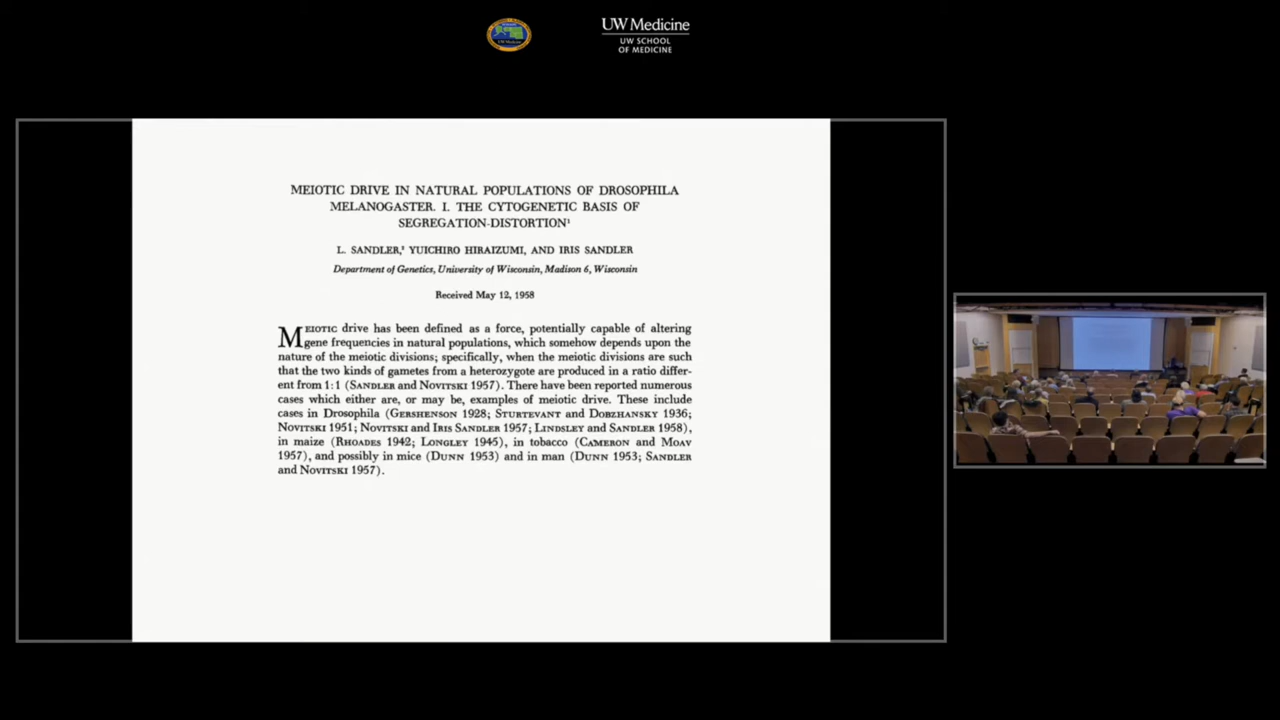 UW Medicine
UW SCHOOL
OF MEDICINE
MEIOTIC DRIVE IN NATURAL POPULATIONS OF DROSOPHILA
MELANOGASTER. I. THE CYTOGENETIC BASIS OF
SEGREGATION-DISTORTION¹
L. SANDLER,² YUICHIRO HIRAIZUMI, AND IRIS SANDLER
Department of Genetics, University of Wisconsin, Madison 6, Wisconsin
Received May 12, 1958
MEIOTIC drive has been defined as a force, potentially capable of altering
gene frequencies in natural populations, which somehow depends upon the
nature of the meiotic divisions; specifically, when the meiotic divisions are such
that the two kinds of gametes from a heterozygote are produced in a ratio differ-
ent from 1:1 (SANDLER and NOVITSKI 1957). There have been reported numerous
cases which either are, or may be, examples of meiotic drive. These include
cases in Drosophila (GERSHENSON 1928; STURTEVANT and DOBZHANSKY 1936;
NOVITSKI 1951; NOVITSKI and IRIS SANDLER 1957; LINDSLEY and SANDLER 1958),
in maize (RHOADES 1942; LONGLEY 1945), in tobacco (CAMERON and MOAV
1957), and possibly in mice (DUNN 1953) and in man (DUNN 1953; SANDLER
and NOVITSKI 1957).